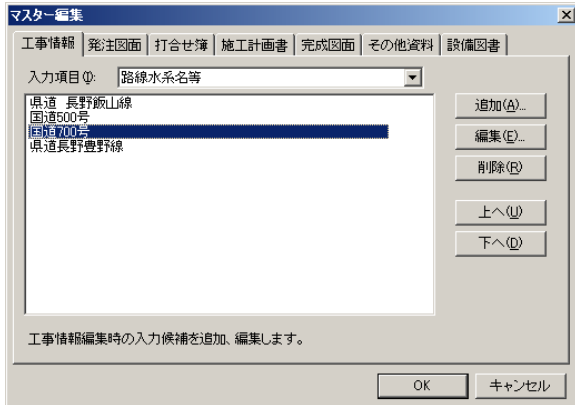 マスター編集
工事情報 発注図面 打合せ簿 施工計画書 完成図面 その他資料 設備図書
入力項目(I): 路線水系名等
県道 長野飯山線
国道500号
国道700号
県道長野豊野線
追加(A)...
編集(E)...
削除(R)
上へ(U)
下へ(D)
工事情報編集時の入力候補を追加、編集します。
OK キャンセル